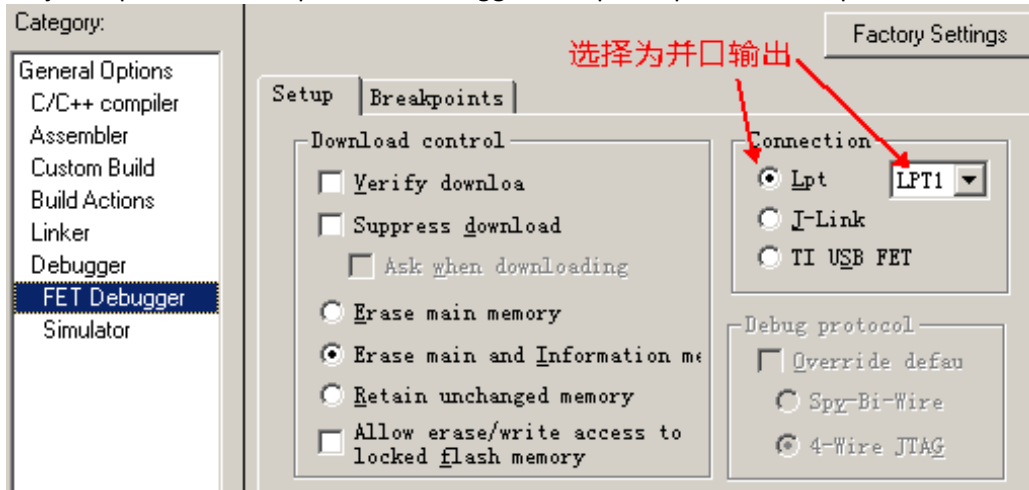 Category:
General Options
C/C++ compiler
Assembler
Custom Build
Build Actions
Linker
Debugger
FET Debugger
Simulator
Factory Settings
选择为并口输出
Setup
Breakpoints
Download control
Verify downloa
Suppress download
Ask when downloading
Erase main memory
Erase main and Information me
Retain unchanged memory
Allow erase/write access to
locked flash memory
Connection
Lpt
LPT1
J-Link
TI USB FET
Debug protocol
Override defau
Spy-Bi-Wire
4-Wire JTAG